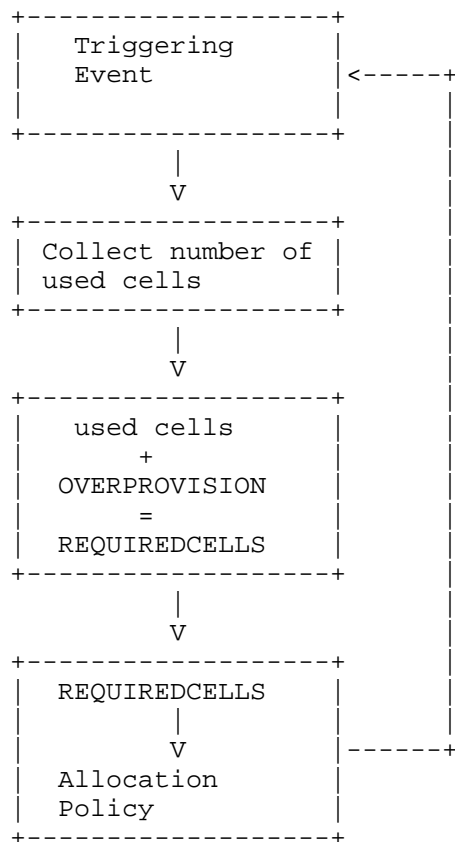 Triggering
Event
Collect number of
used cells
used cells
+
OVERPROVISION
=
REQUIREDCELLS
REQUIREDCELLS
Allocation
Policy